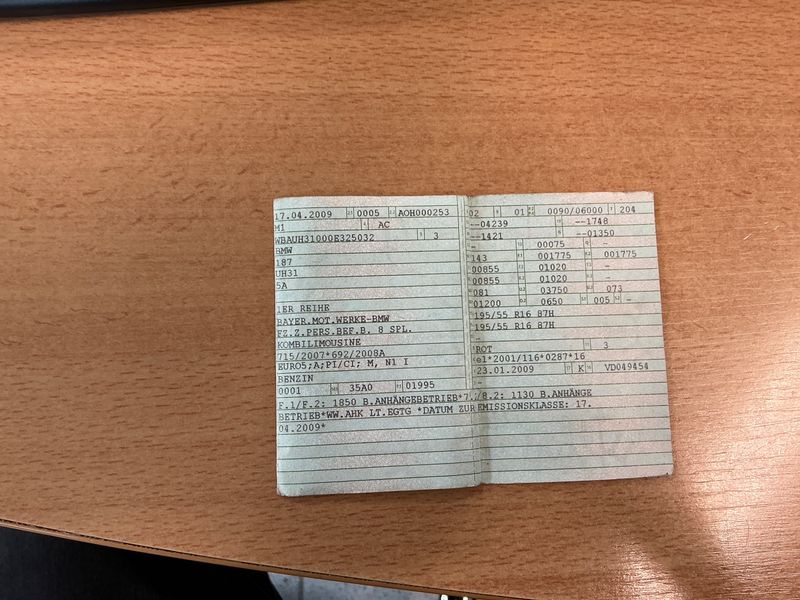 17.04.2009 0005 AOH000253
M1 AC
WBAUH31000E325032 3
BMW
187
UH31
5A
1ER REIHE
BAYER.MOT.WERKE-BMW
FZ.Z.PERS.BEF.B. 8 SPL.
KOMBILIMOUSINE
715/2007*692/2008A
EURO5;A;PI/CI; M, N1 I
BENZIN
0001 35A0 01995
F.1/F.2: 1850 B.ANHÄNGEBETRIEB*7./8.2: 1130 B.ANHÄNGE
BETRIEB*WW.AHK LT.EGTG *DATUM ZUR EMISSIONSKLASSE: 17.
04.2009*
02 01 0090/06000 204
--04239 --1748
--1421 --01350
- 00075 -
143 001775 001775
00855 01020 -
00855 01020 -
081 03750 073
01200 0650 005 -
195/55 R16 87H
195/55 R16 87H
-
ROT 3
e1*2001/116*0287*16
23.01.2009 K VD049454
-